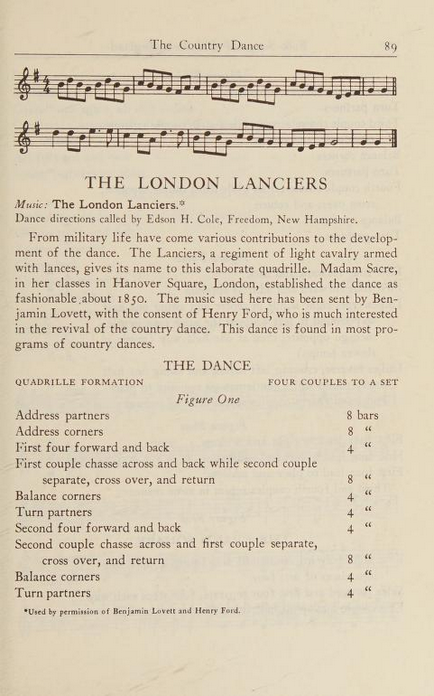 The Country Dance 89
THE LONDON LANCIERS
Music: The London Lanciers.*
Dance directions called by Edson H. Cole, Freedom, New Hampshire.
From military life have come various contributions to the develop-
ment of the dance. The Lanciers, a regiment of light cavalry armed
with lances, gives its name to this elaborate quadrille. Madam Sacre,
in her classes in Hanover Square, London, established the dance as
fashionable about 1850. The music used here has been sent by Ben-
jamin Lovett, with the consent of Henry Ford, who is much interested
in the revival of the country dance. This dance is found in most pro-
grams of country dances.
THE DANCE
QUADRILLE FORMATION FOUR COUPLES TO A SET
Figure One
Address partners 8 bars
Address corners 8 “
First four forward and back 4 “
First couple chasse across and back while second couple
separate, cross over, and return 8 “
Balance corners 4 “
Turn partners 4 “
Second four forward and back 4 “
Second couple chasse across and first couple separate,
cross over, and return 8 “
Balance corners 4 “
Turn partners 4 “
*Used by permission of Benjamin Lovett and Henry Ford.